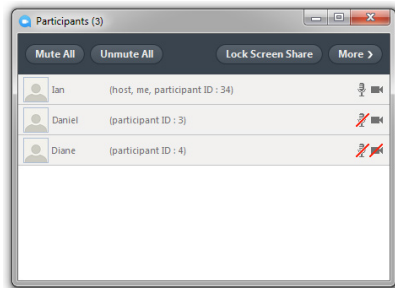 Participants (3)
Mute All Unmute All Lock Screen Share More >
Ian (host, me, participant ID : 34)
Daniel (participant ID : 3)
Diane (participant ID : 4)